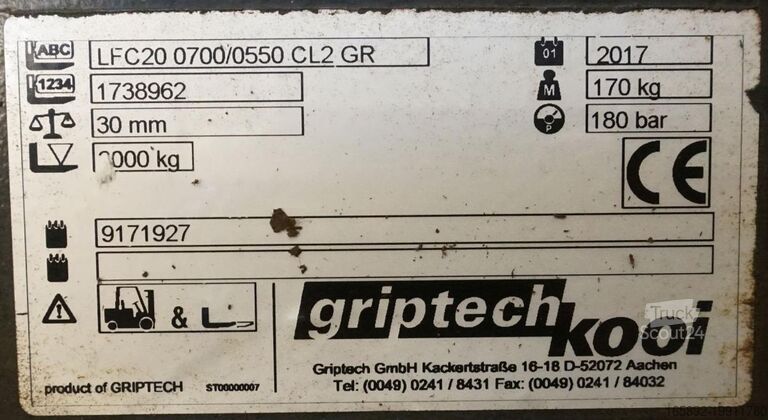 ABC LFC20 0700/0550 CL2 GR 01 2017
1234 1738962 M 170 kg
30 mm P 180 bar
000 kg
CE
9171927
&
griptech
kooi
Truck
Scout24
Griptech GmbH Kackertstraße 16-18 D-52072 Aachen
product of GRIPTECH ST00000007 Tel: (0049) 0241 / 8431 Fax: (0049) 0241 / 84032